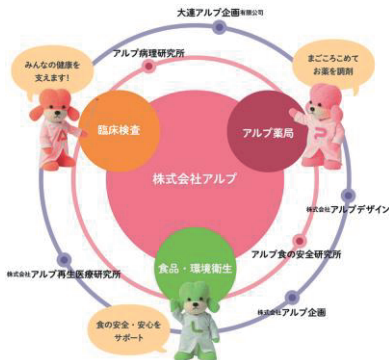 大連アルプ企画有限公司
アルプ病理研究所
みんなの健康を
支えます！
まごころこめて
お薬を調剤
臨床検査
アルプ薬局
株式会社アルプ
株式会社アルプデザイン
アルプ食の安全研究所
食品・環境衛生
株式会社アルプ再生医療研究所
株式会社アルプ企画
食の安全・安心を
サポート
A
P
L